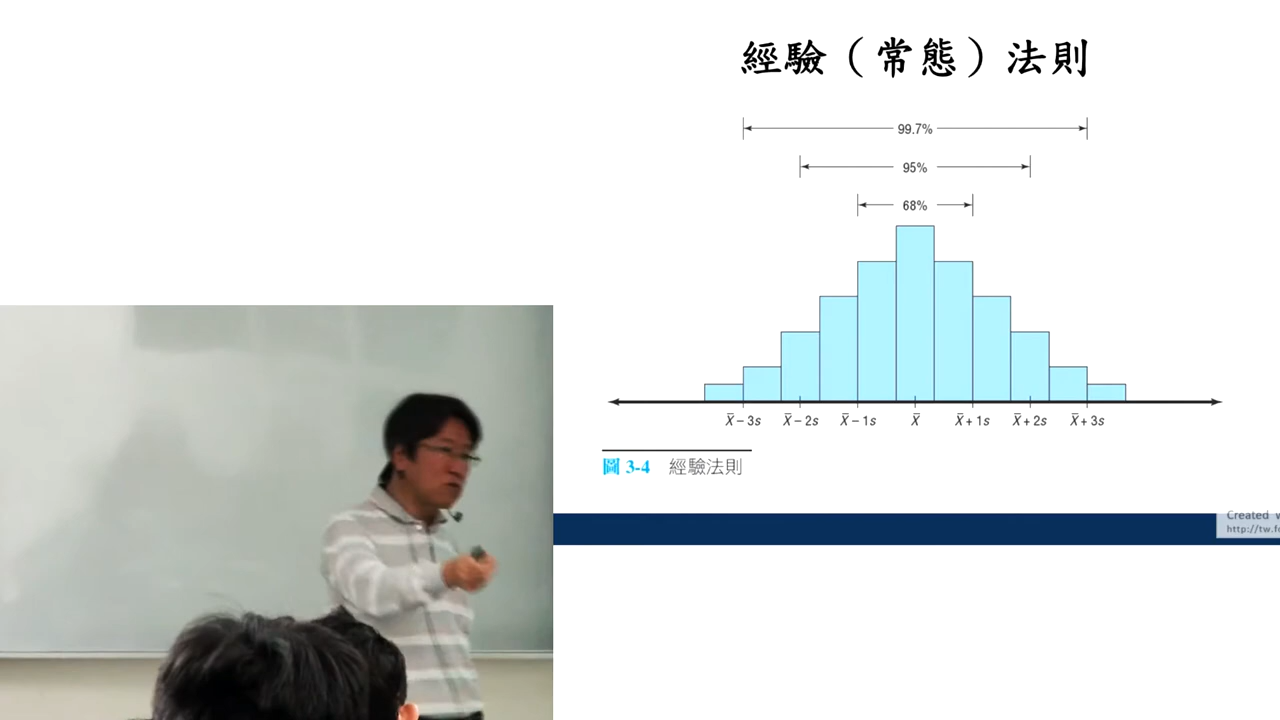 經驗（常態）法則
99.7%
95%
68%
X̄ − 3s X̄ − 2s X̄ − 1s X̄ X̄ + 1s X̄ + 2s X̄ + 3s
圖 3-4 經驗法則
Created
http://tw.f